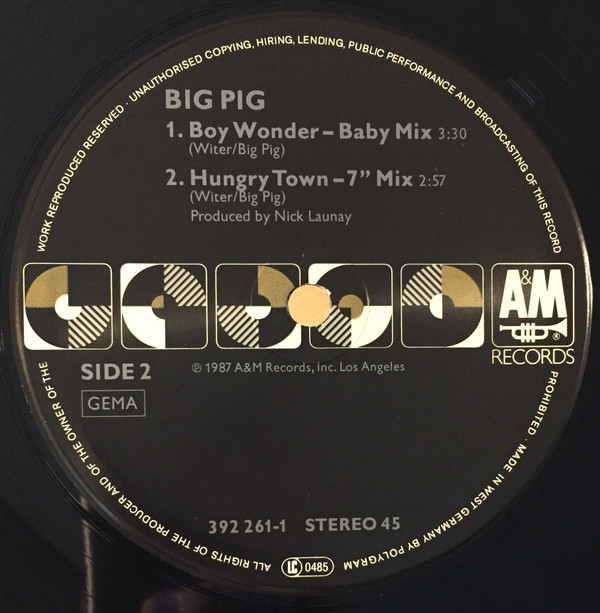 BIG PIG
1. Boy Wonder – Baby Mix 3:30
(Witer/Big Pig)
2. Hungry Town – 7” Mix 2:57
(Witer/Big Pig)
Produced by Nick Launay
A&M
®
RECORDS
SIDE 2
℗ 1987 A&M Records, Inc. Los Angeles
GEMA
392 261-1 STEREO 45
LC 0485
ALL RIGHTS OF THE PRODUCER AND OF THE OWNER OF THE WORK REPRODUCED RESERVED · UNAUTHORISED COPYING, HIRING, LENDING, PUBLIC PERFORMANCE AND BROADCASTING OF THIS RECORD PROHIBITED · MADE IN WEST GERMANY BY POLYGRAM